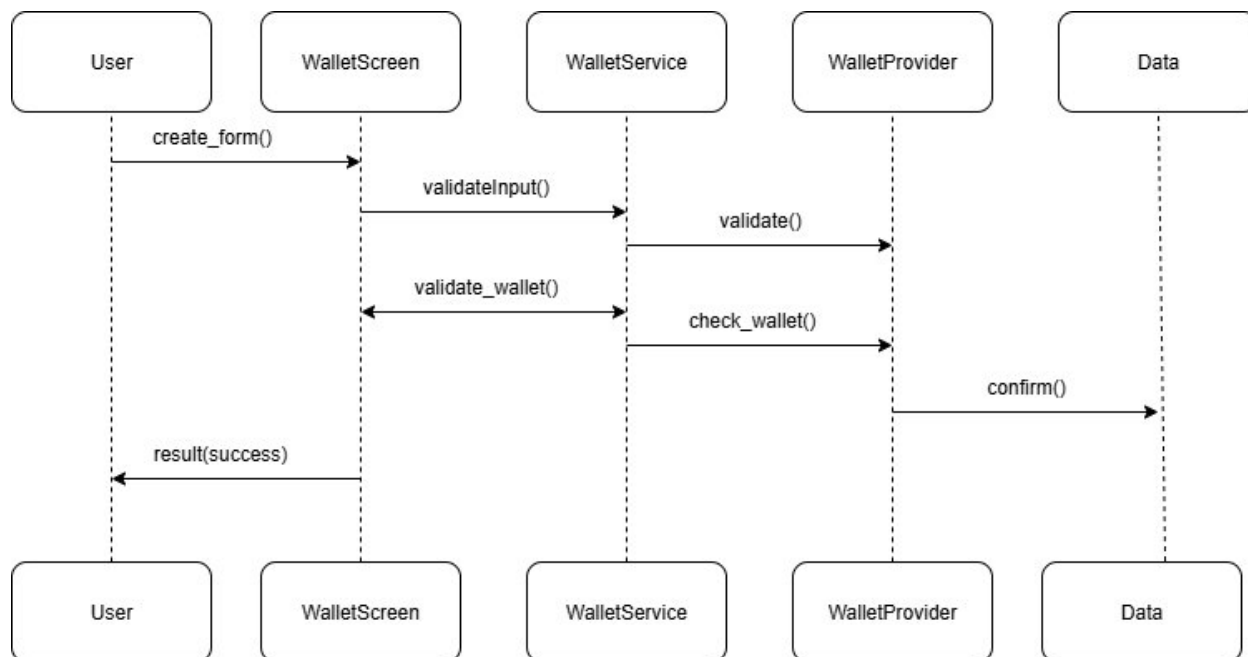 User
WalletScreen
WalletService
WalletProvider
Data
create_form()
validateInput()
validate()
validate_wallet()
check_wallet()
confirm()
result(success)
User
WalletScreen
WalletService
WalletProvider
Data